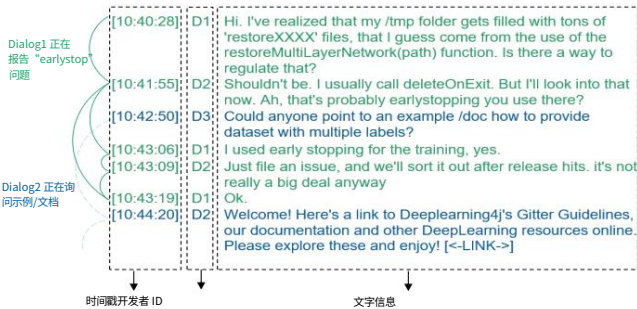 [10:40:28] D1 Hi. I've realized that my /tmp folder gets filled with tons of
'restoreXXXX' files, that I guess come from the use of the
restoreMultiLayerNetwork(path) function. Is there a way to
regulate that?
Dialog1 正在
报告“earlystop”
问题
[10:41:55] D2 Shouldn't be. I usually call deleteOnExit. But I'll look into that
now. Ah, that's probably earlystopping you use there?
[10:42:50] D3 Could anyone point to an example /doc how to provide
dataset with multiple labels?
[10:43:06] D1 I used early stopping for the training, yes.
[10:43:09] D2 Just file an issue, and we'll sort it out after release hits. it's not
really a big deal anyway
Dialog2 正在询
问示例/文档
[10:43:19] D1 Ok.
[10:44:20] D2 Welcome! Here's a link to Deeplearning4j's Gitter Guidelines,
our documentation and other DeepLearning resources online.
Please explore these and enjoy! [<-LINK->]
时间戳开发者 ID
文字信息